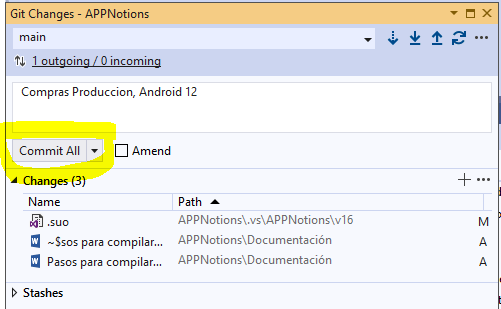 Git Changes - APPNotions
main
1 outgoing / 0 incoming
Compras Produccion, Android 12
Commit All Amend
Changes (3)
Name Path
.suo APPNotions\.vs\APPNotions\v16 M
~$sos para compilar... APPNotions\Documentación A
Pasos para compilar... APPNotions\Documentación A
Stashes